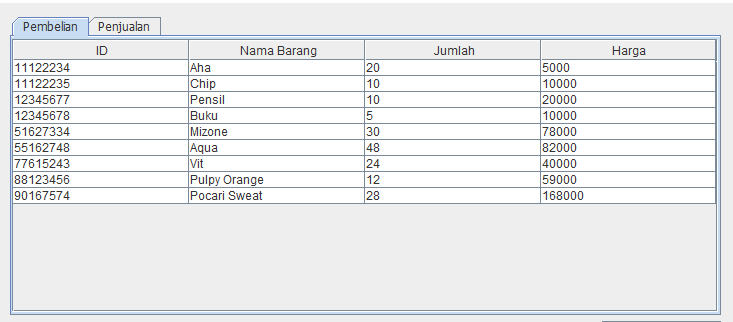 Pembelian Penjualan
ID Nama Barang Jumlah Harga
11122234 Aha 20 5000
11122235 Chip 10 10000
12345677 Pensil 10 20000
12345678 Buku 5 10000
51627334 Mizone 30 78000
55162748 Aqua 48 82000
77615243 Vit 24 40000
88123456 Pulpy Orange 12 59000
90167574 Pocari Sweat 28 168000